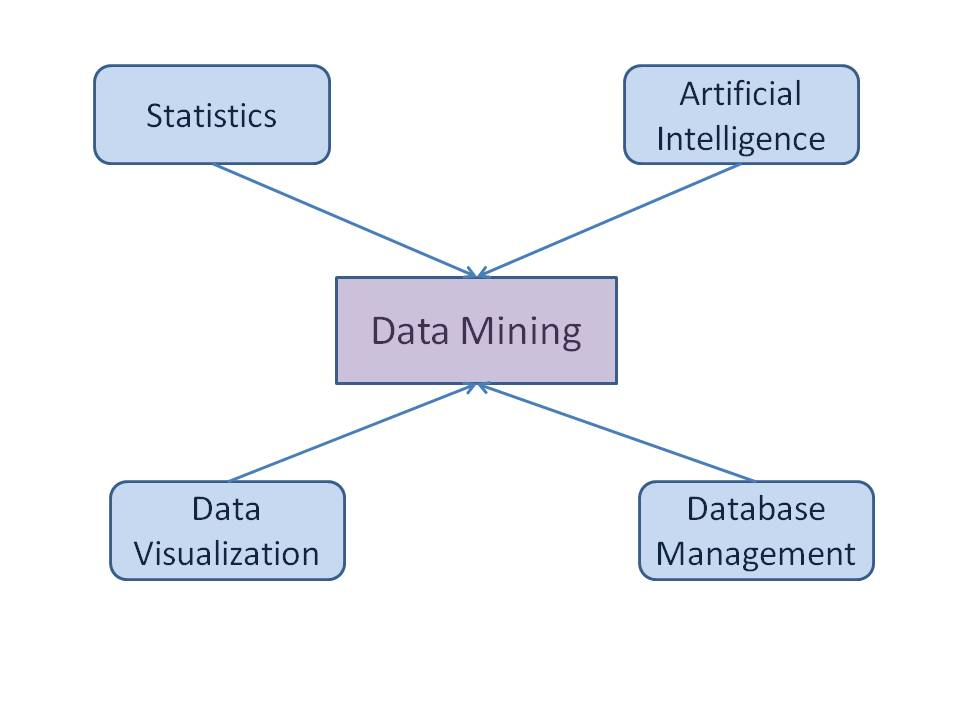 Statistics
Artificial
Intelligence
Data Mining
Data
Visualization
Database
Management